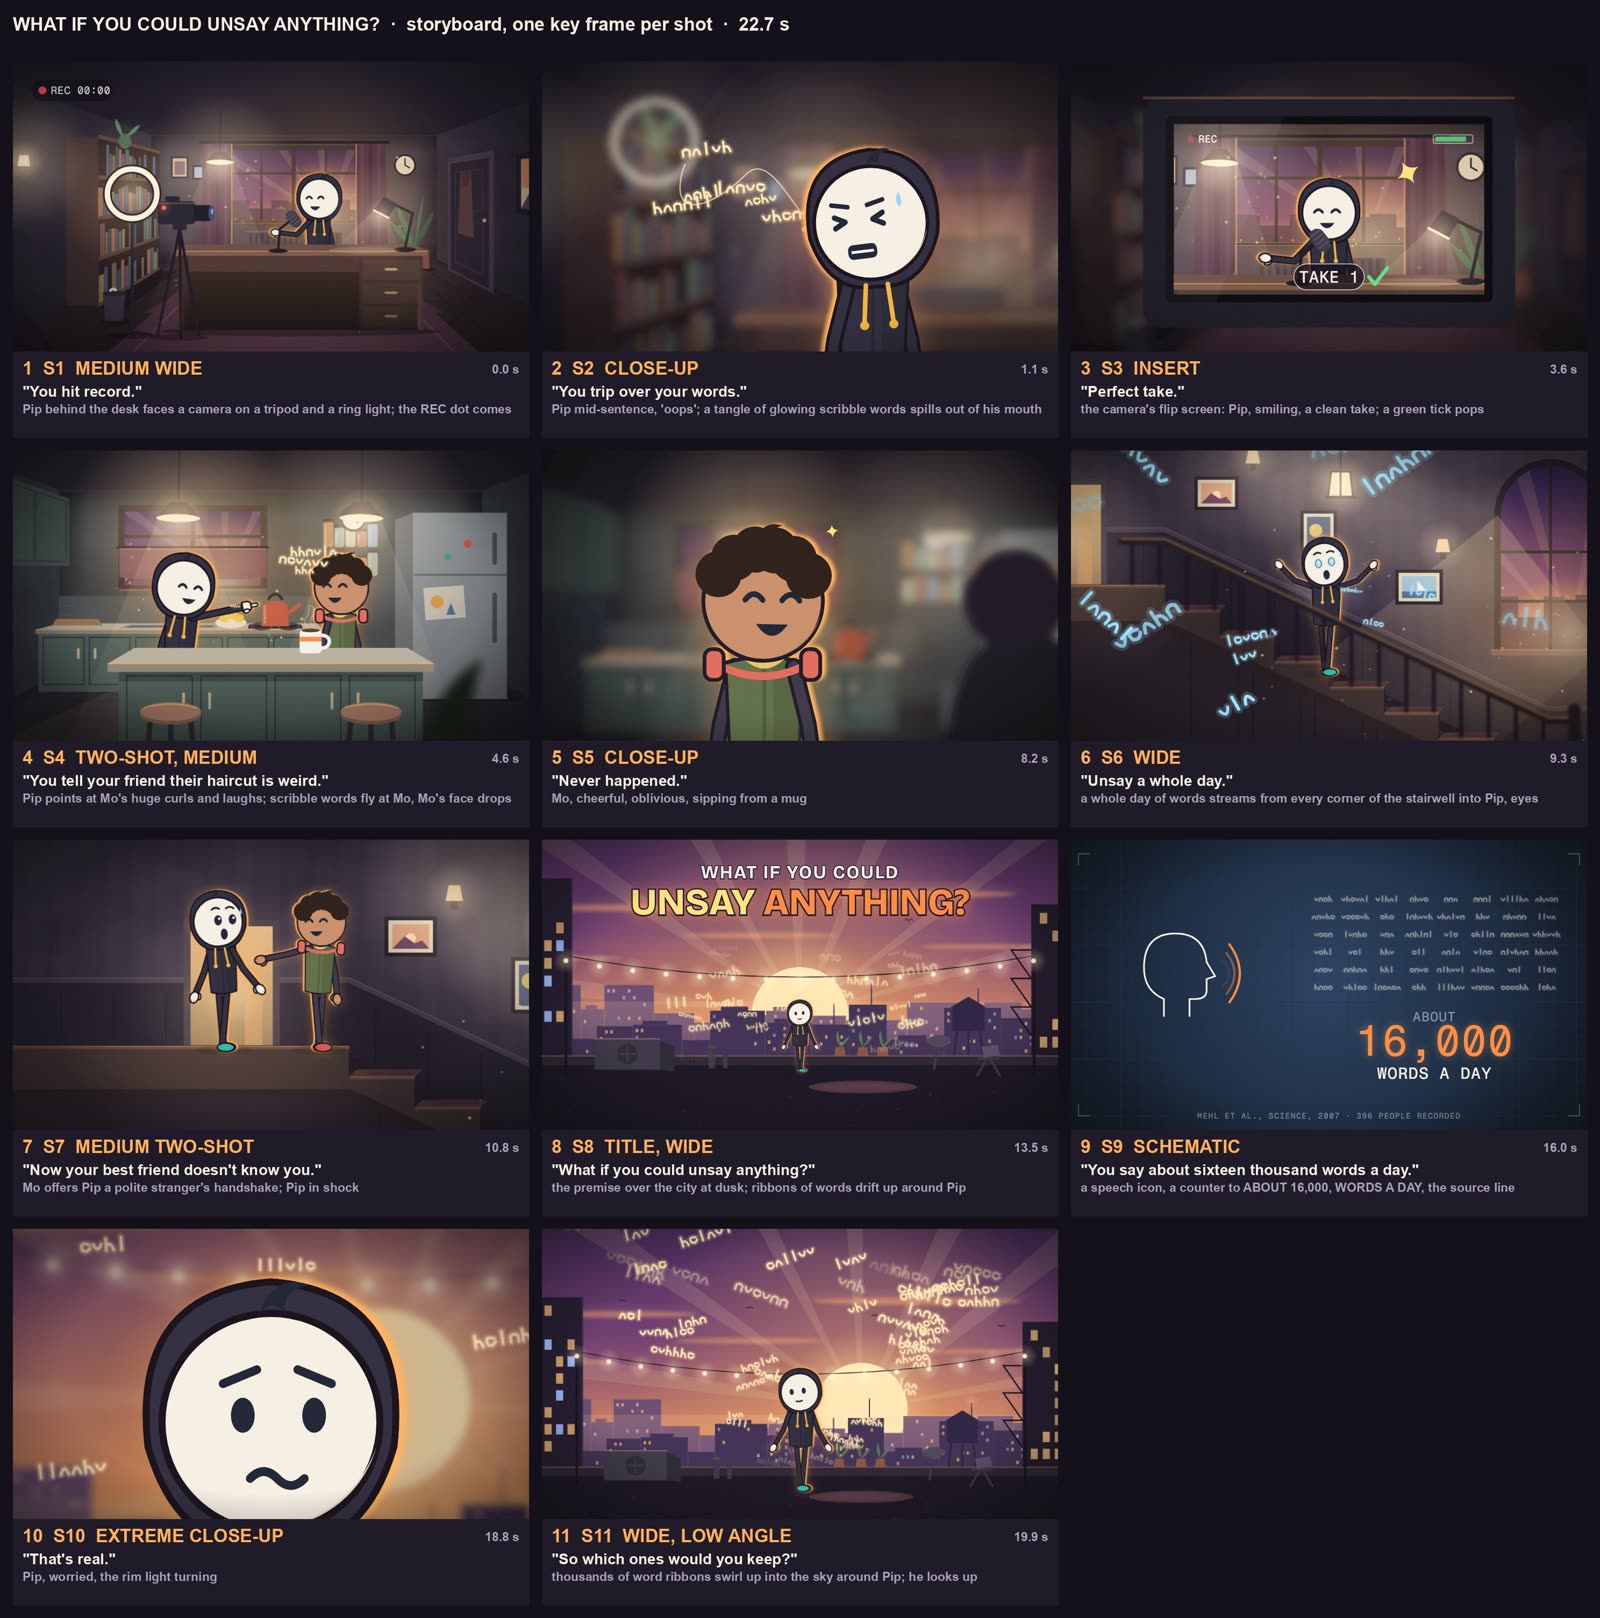 WHAT IF YOU COULD UNSAY ANYTHING? · storyboard, one key frame per shot · 22.7 s
REC 00:00
1 S1 MEDIUM WIDE 0.0 s
"You hit record."
Pip behind the desk faces a camera on a tripod and a ring light; the REC dot comes
2 S2 CLOSE-UP 1.1 s
"You trip over your words."
Pip mid-sentence, 'oops'; a tangle of glowing scribble words spills out of his mouth
REC
TAKE 1
3 S3 INSERT 3.6 s
"Perfect take."
the camera's flip screen: Pip, smiling, a clean take; a green tick pops
4 S4 TWO-SHOT, MEDIUM 4.6 s
"You tell your friend their haircut is weird."
Pip points at Mo's huge curls and laughs; scribble words fly at Mo, Mo's face drops
5 S5 CLOSE-UP 8.2 s
"Never happened."
Mo, cheerful, oblivious, sipping from a mug
6 S6 WIDE 9.3 s
"Unsay a whole day."
a whole day of words streams from every corner of the stairwell into Pip, eyes
7 S7 MEDIUM TWO-SHOT 10.8 s
"Now your best friend doesn't know you."
Mo offers Pip a polite stranger's handshake; Pip in shock
WHAT IF YOU COULD
UNSAY ANYTHING?
8 S8 TITLE, WIDE 13.5 s
"What if you could unsay anything?"
the premise over the city at dusk; ribbons of words drift up around Pip
ABOUT
16,000
WORDS A DAY
MEHL ET AL., SCIENCE, 2007 · 396 PEOPLE RECORDED
9 S9 SCHEMATIC 16.0 s
"You say about sixteen thousand words a day."
a speech icon, a counter to ABOUT 16,000, WORDS A DAY, the source line
10 S10 EXTREME CLOSE-UP 18.8 s
"That's real."
Pip, worried, the rim light turning
11 S11 WIDE, LOW ANGLE 19.9 s
"So which ones would you keep?"
thousands of word ribbons swirl up into the sky around Pip; he looks up